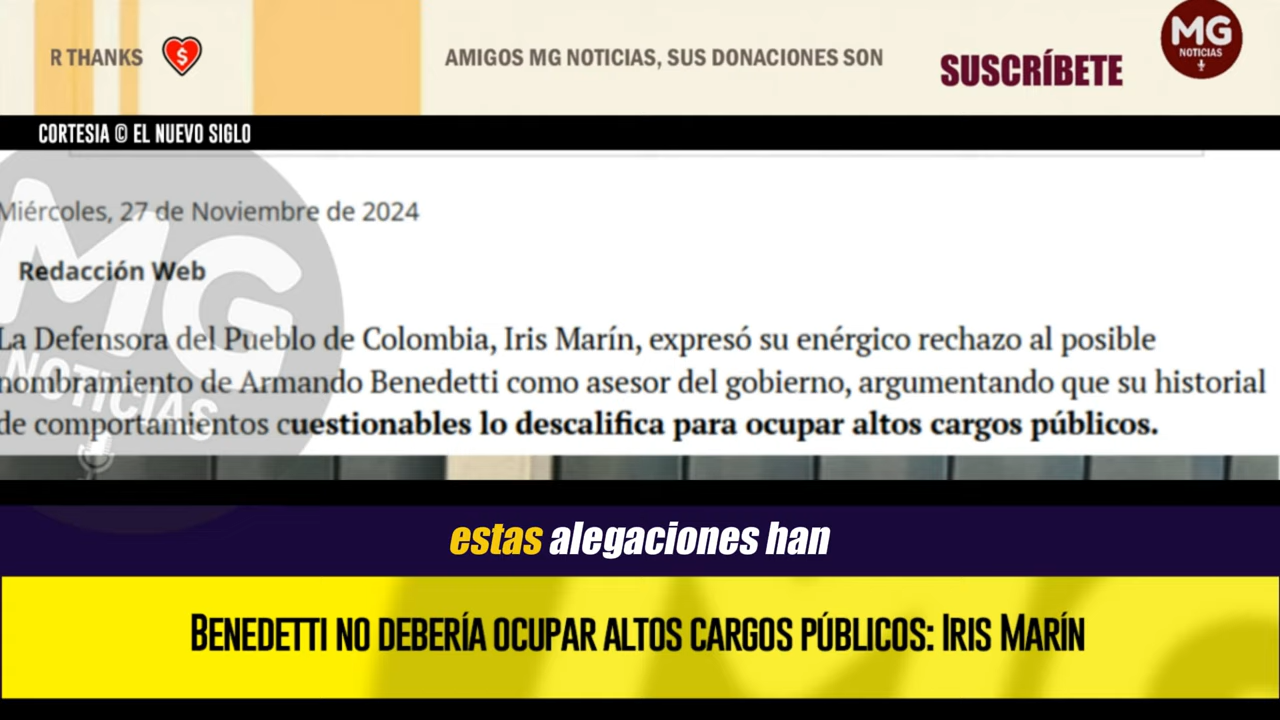 R THANKS
AMIGOS MG NOTICIAS, SUS DONACIONES SON
SUSCRÍBETE
MG
NOTICIAS
CORTESIA © EL NUEVO SIGLO
Miércoles, 27 de Noviembre de 2024
Redacción Web
La Defensora del Pueblo de Colombia, Iris Marín, expresó su enérgico rechazo al posible
nombramiento de Armando Benedetti como asesor del gobierno, argumentando que su historial
de comportamientos cuestionables lo descalifica para ocupar altos cargos públicos.
MG
NOTICIAS
estas alegaciones han
BENEDETTI NO DEBERÍA OCUPAR ALTOS CARGOS PÚBLICOS: IRIS MARÍN